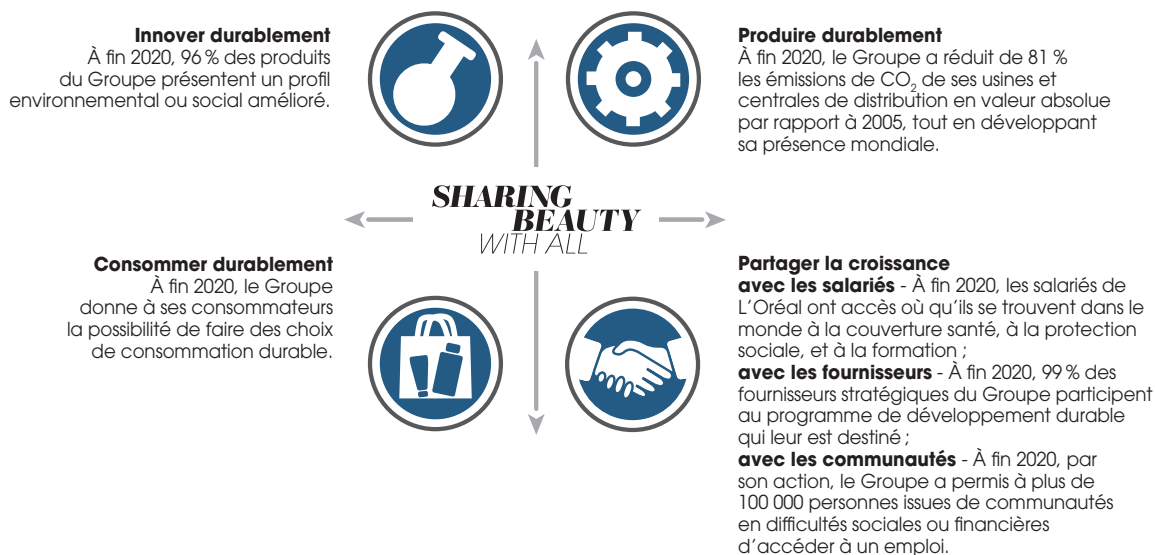 Innover durablement
À fin 2020, 96 % des produits
du Groupe présentent un profil
environnemental ou social amélioré.
Produire durablement
À fin 2020, le Groupe a réduit de 81 %
les émissions de CO₂ de ses usines et
centrales de distribution en valeur absolue
par rapport à 2005, tout en développant
sa présence mondiale.
SHARING
BEAUTY
WITH ALL
Consommer durablement
À fin 2020, le Groupe
donne à ses consommateurs
la possibilité de faire des choix
de consommation durable.
Partager la croissance
avec les salariés - À fin 2020, les salariés de
L'Oréal ont accès où qu'ils se trouvent dans le
monde à la couverture santé, à la protection
sociale, et à la formation ;
avec les fournisseurs - À fin 2020, 99 % des
fournisseurs stratégiques du Groupe participent
au programme de développement durable
qui leur est destiné ;
avec les communautés - À fin 2020, par
son action, le Groupe a permis à plus de
100 000 personnes issues de communautés
en difficultés sociales ou financières
d'accéder à un emploi.